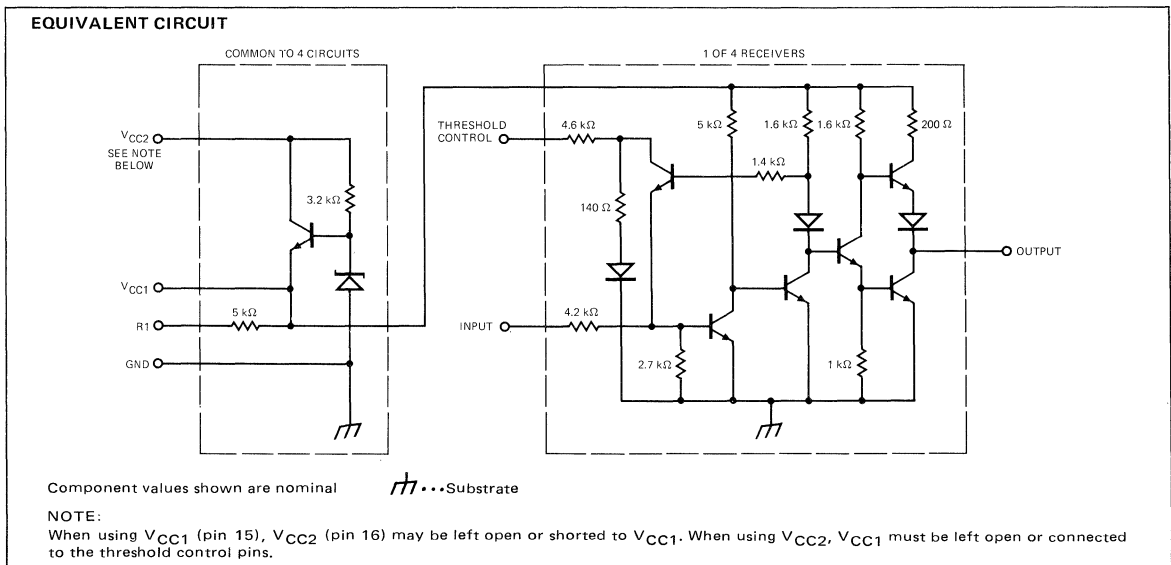 EQUIVALENT CIRCUIT
COMMON TO 4 CIRCUITS
1 OF 4 RECEIVERS
VCC2
SEE NOTE
BELOW
3.2 kΩ
VCC1
R1
5 kΩ
GND
THRESHOLD
CONTROL
4.6 kΩ
5 kΩ
1.6 kΩ
1.6 kΩ
200 Ω
1.4 kΩ
140 Ω
OUTPUT
INPUT
4.2 kΩ
2.7 kΩ
1 kΩ
Component values shown are nominal
...Substrate
NOTE:
When using VCC1 (pin 15), VCC2 (pin 16) may be left open or shorted to VCC1. When using VCC2, VCC1 must be left open or connected
to the threshold control pins.